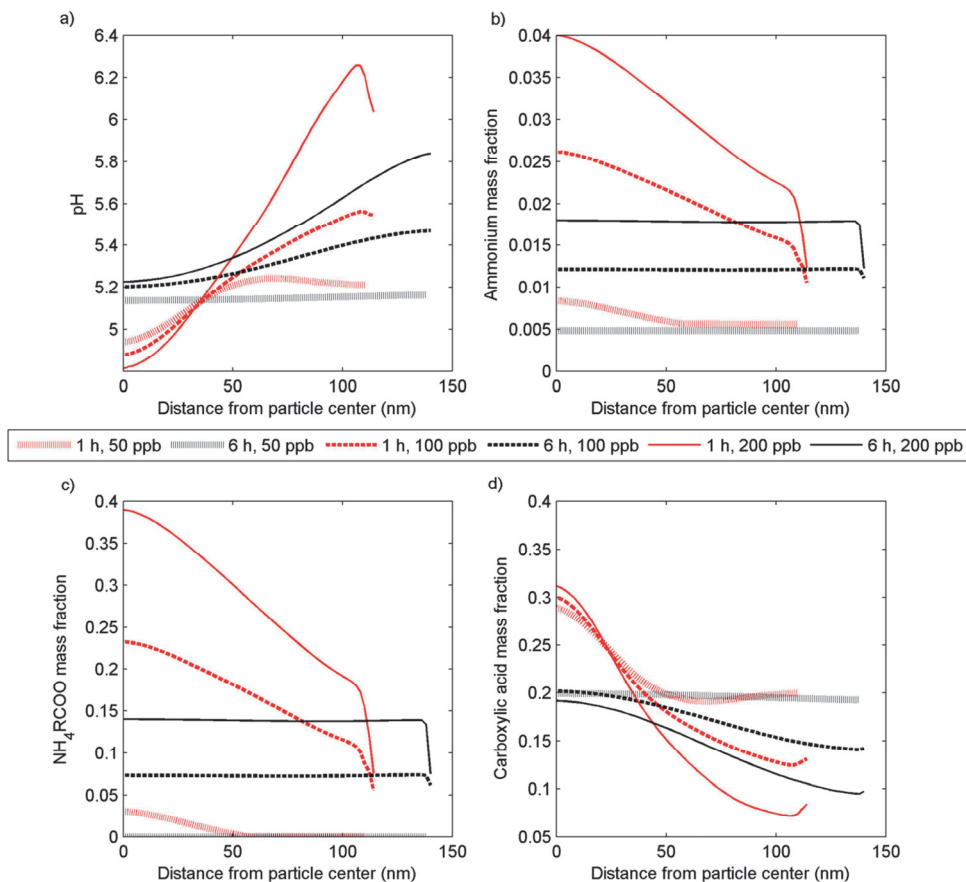 a)
pH
6.4
6.2
6
5.8
5.6
5.4
5.2
5
0
50
100
150
Distance from particle center (nm)
b)
Ammonium mass fraction
0.04
0.035
0.03
0.025
0.02
0.015
0.01
0.005
0
0
50
100
150
Distance from particle center (nm)
1 h, 50 ppb
6 h, 50 ppb
1 h, 100 ppb
6 h, 100 ppb
1 h, 200 ppb
6 h, 200 ppb
c)
NH4RCOO mass fraction
0.4
0.35
0.3
0.25
0.2
0.15
0.1
0.05
0
0
50
100
150
Distance from particle center (nm)
d)
Carboxylic acid mass fraction
0.4
0.35
0.3
0.25
0.2
0.15
0.1
0.05
0
50
100
150
Distance from particle center (nm)